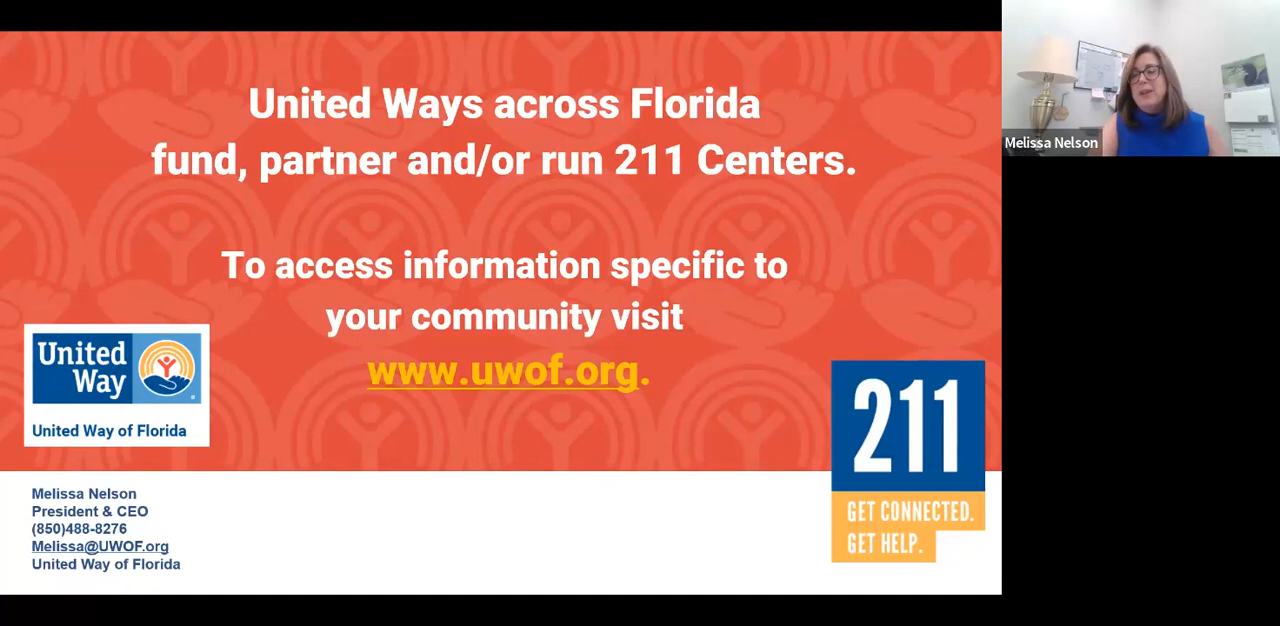 United Ways across Florida
fund, partner and/or run 211 Centers.
To access information specific to
your community visit
www.uwof.org.
United
Way
United Way of Florida
211
GET CONNECTED.
GET HELP.
Melissa Nelson
President & CEO
(850)488-8276
Melissa@UWOF.org
United Way of Florida
Melissa Nelson